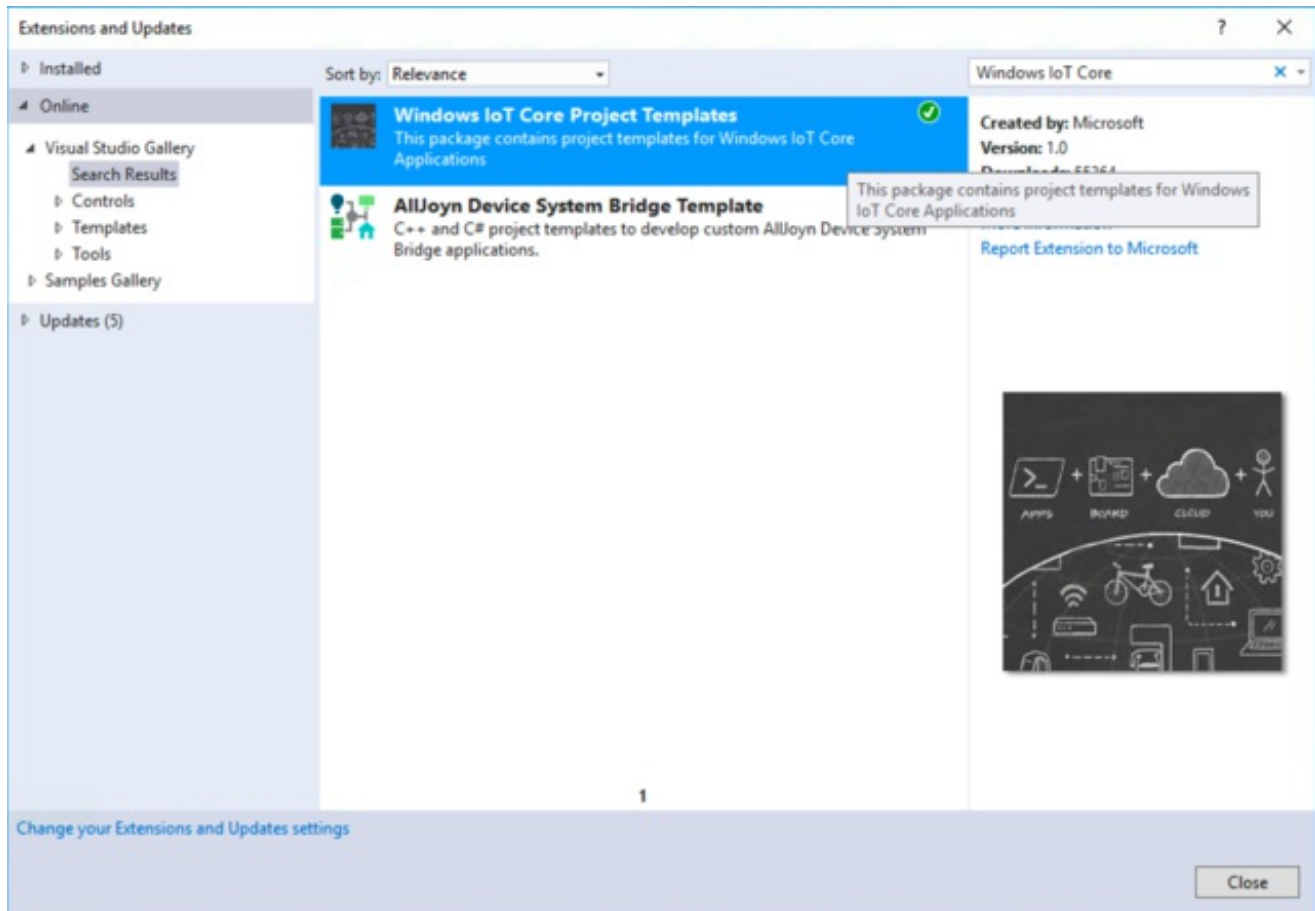 Extensions and Updates
?
Installed
Sort by: Relevance
Windows IoT Core
Online
Visual Studio Gallery
Search Results
Controls
Templates
Tools
Samples Gallery
Updates (5)
Windows IoT Core Project Templates
This package contains project templates for Windows IoT Core
Applications
AllJoyn Device System Bridge Template
C++ and C# project templates to develop custom AllJoyn Device System
Bridge applications.
1
Created by: Microsoft
Version: 1.0
Downloads: 55364
This package contains project templates for Windows
IoT Core Applications
More Information
Report Extension to Microsoft
APPS + BOARD + CLOUD + YOU
Change your Extensions and Updates settings
Close